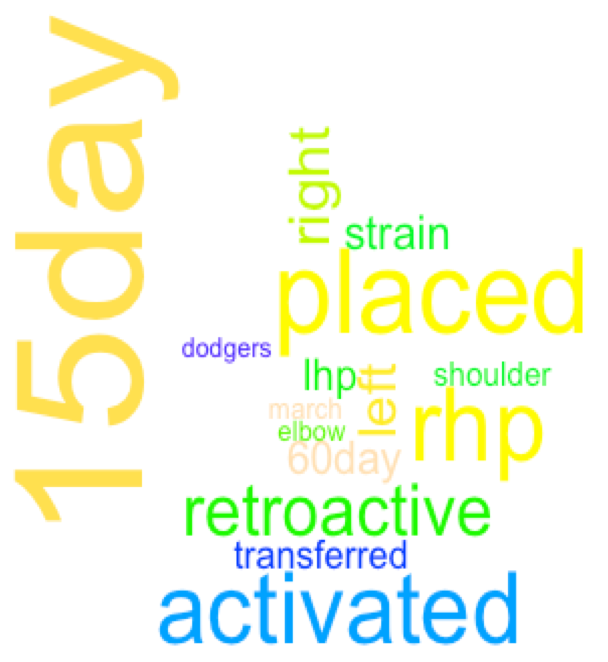 15day
right
strain
placed
dodgers
lhp
left
shoulder
march
rhp
elbow
60day
retroactive
transferred
activated